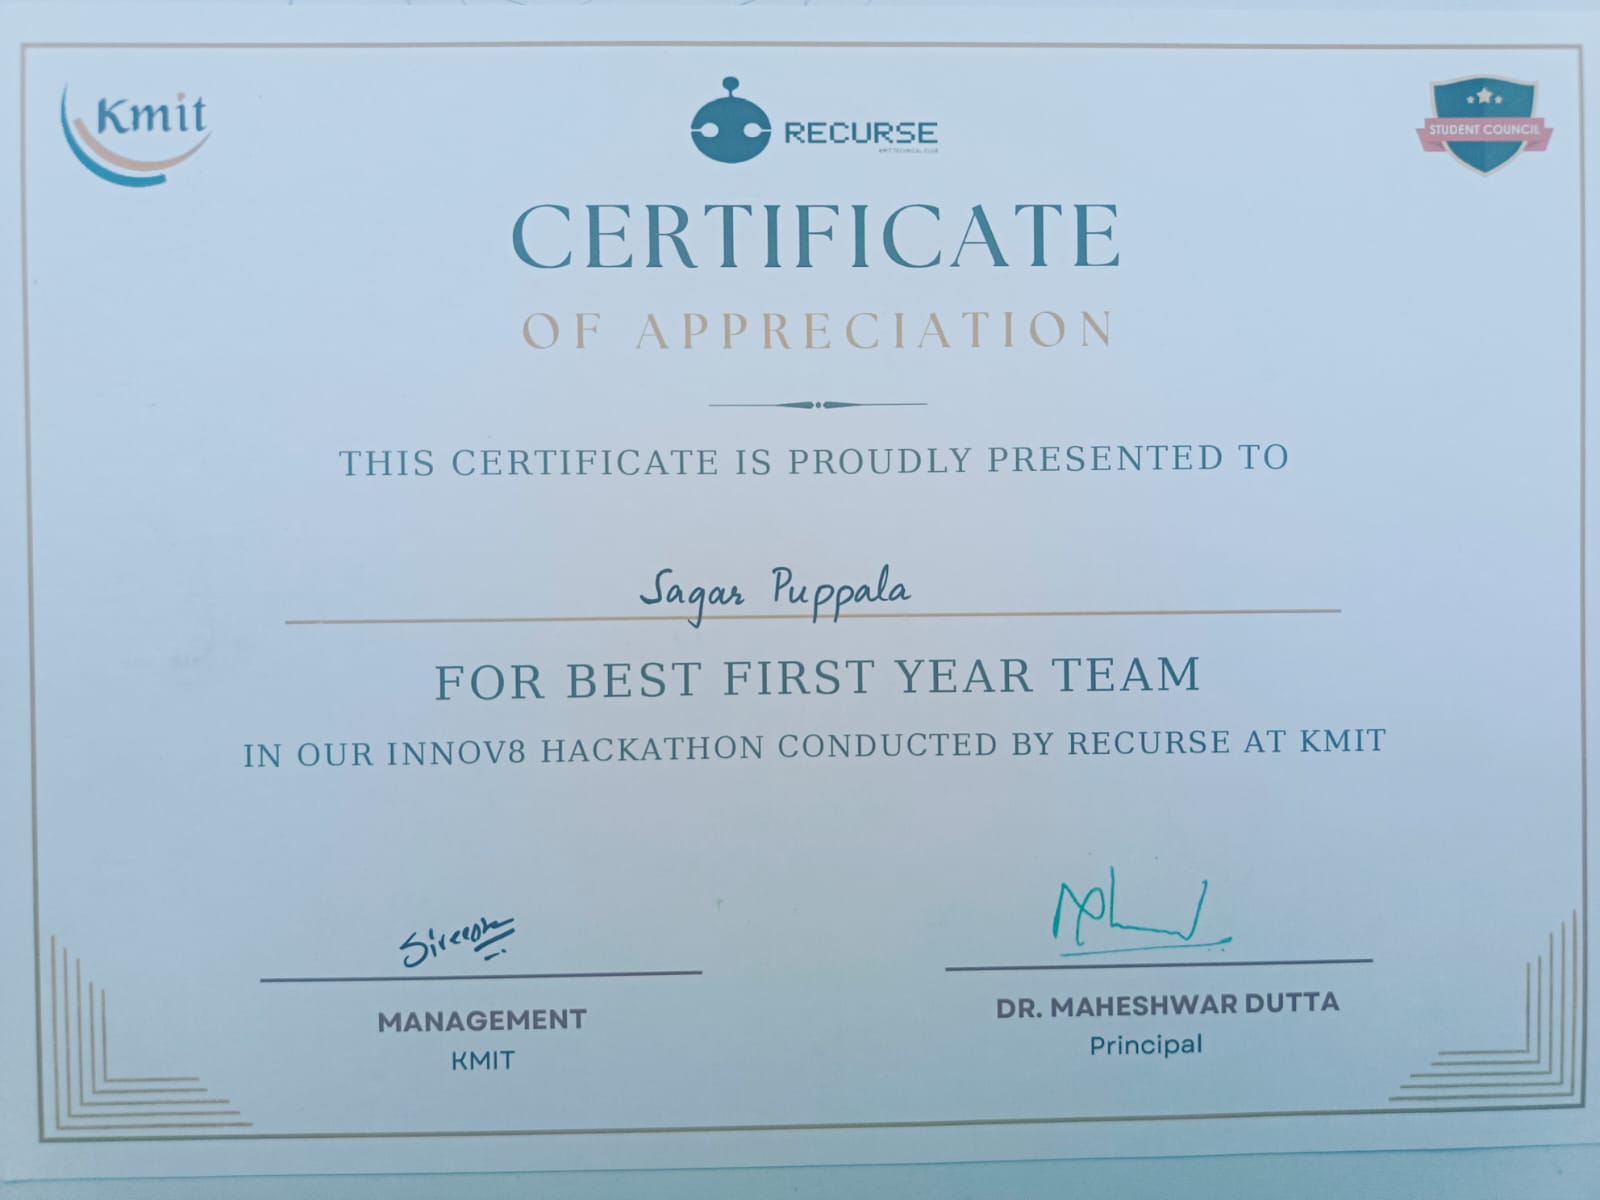 Kmit
RECURSE
KMIT TECHNICAL CLUB
STUDENT COUNCIL
CERTIFICATE
OF APPRECIATION
THIS CERTIFICATE IS PROUDLY PRESENTED TO
Sagar Puppala
FOR BEST FIRST YEAR TEAM
IN OUR INNOV8 HACKATHON CONDUCTED BY RECURSE AT KMIT
MANAGEMENT
KMIT
DR. MAHESHWAR DUTTA
Principal